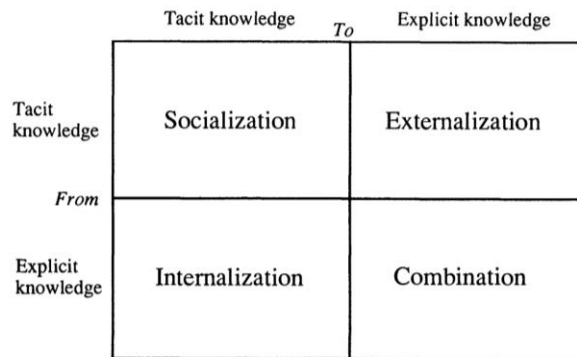 Tacit knowledge
To
Explicit knowledge
Tacit
knowledge
Socialization
Externalization
From
Explicit
knowledge
Internalization
Combination